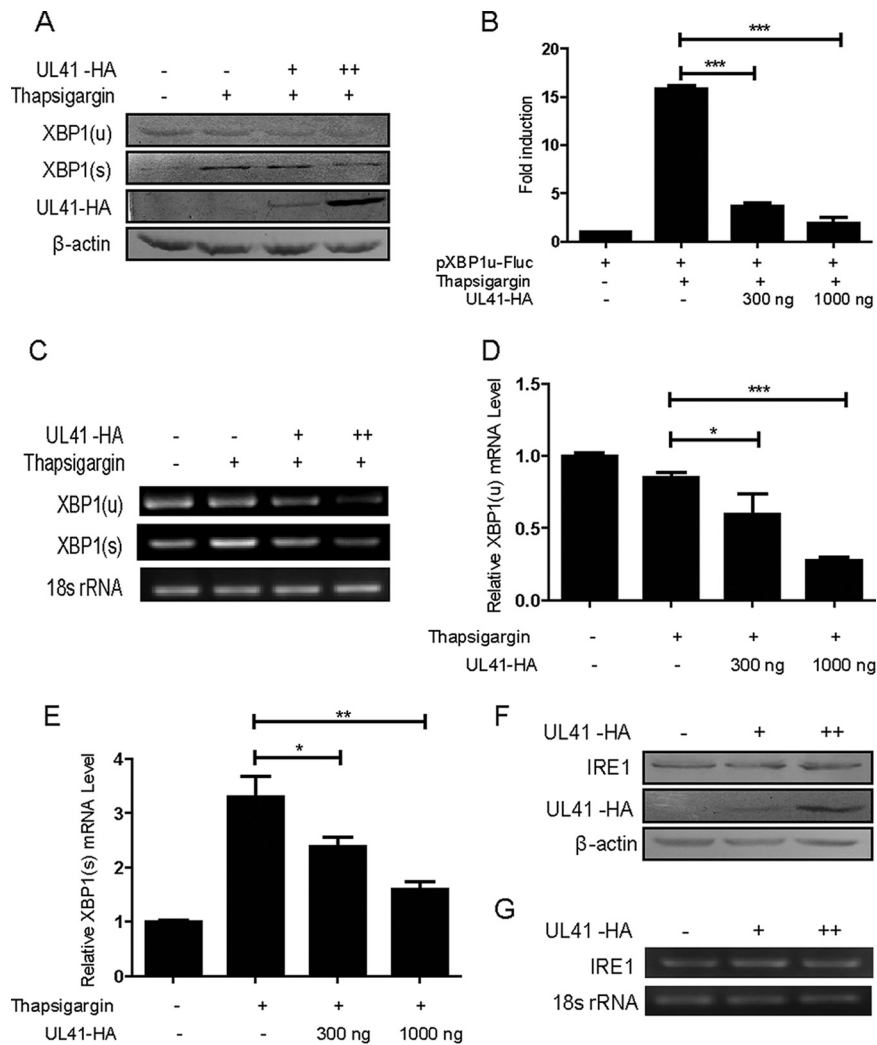 A
UL41 -HA - - + ++
Thapsigargin - + + +
XBP1(u)
XBP1(s)
UL41-HA
β-actin
B
Fold induction
20
15
10
5
0
***
***
pXBP1u-Fluc + + + +
Thapsigargin - + + +
UL41-HA - - 300 ng 1000 ng
C
UL41 -HA - - + ++
Thapsigargin - + + +
XBP1(u)
XBP1(s)
18s rRNA
D
Relative XBP1(u) mRNA Level
1.5
1.0
0.5
0.0
***
*
Thapsigargin - + + +
UL41-HA - - 300 ng 1000 ng
E
Relative XBP1(s) mRNA Level
4
3
2
1
0
**
*
Thapsigargin - + + +
UL41-HA - - 300 ng 1000 ng
F
UL41 -HA - + ++
IRE1
UL41 -HA
β-actin
G
UL41 -HA - + ++
IRE1
18s rRNA